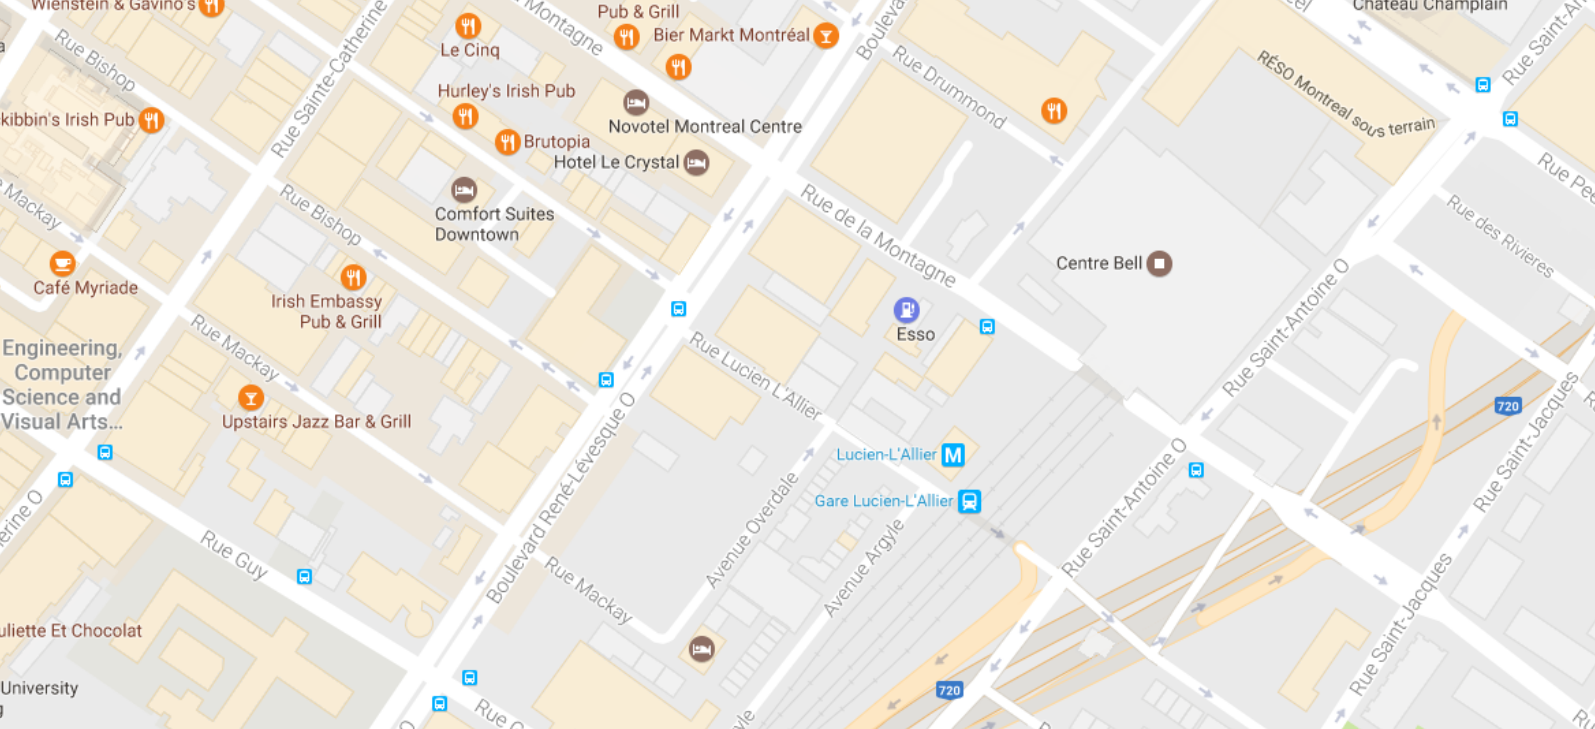 Wienstein & Gavino's
Rue Bishop
Rue Sainte-Catherine
Le Cinq
Montagne
Pub & Grill
Bier Markt Montréal
Rue Drummond
Château Champlain
Rue Saint-An
RÉSO Montreal sous terrain
kibbin's Irish Pub
Hurley's Irish Pub
Brutopia
Novotel Montreal Centre
Hotel Le Crystal
Comfort Suites
Downtown
Rue de la Montagne
Rue Pee
Rue des Rivieres
Mackay
Café Myriade
Rue Bishop
Irish Embassy
Pub & Grill
Centre Bell
Esso
Rue Saint-Antoine O
Engineering,
Computer
Science and
Visual Arts...
Rue Mackay
Upstairs Jazz Bar & Grill
Rue Lucien L'Allier
Lucien-L'Allier
M
Gare Lucien-L'Allier
720
Rue Saint-Jacques
Boulevard René-Lévesque O
Avenue Overdale
Avenue Argyle
Rue Saint-Antoine O
Rue Guy
Rue Mackay
erine O
uliette Et Chocolat
University
720
Rue Saint-Jacques